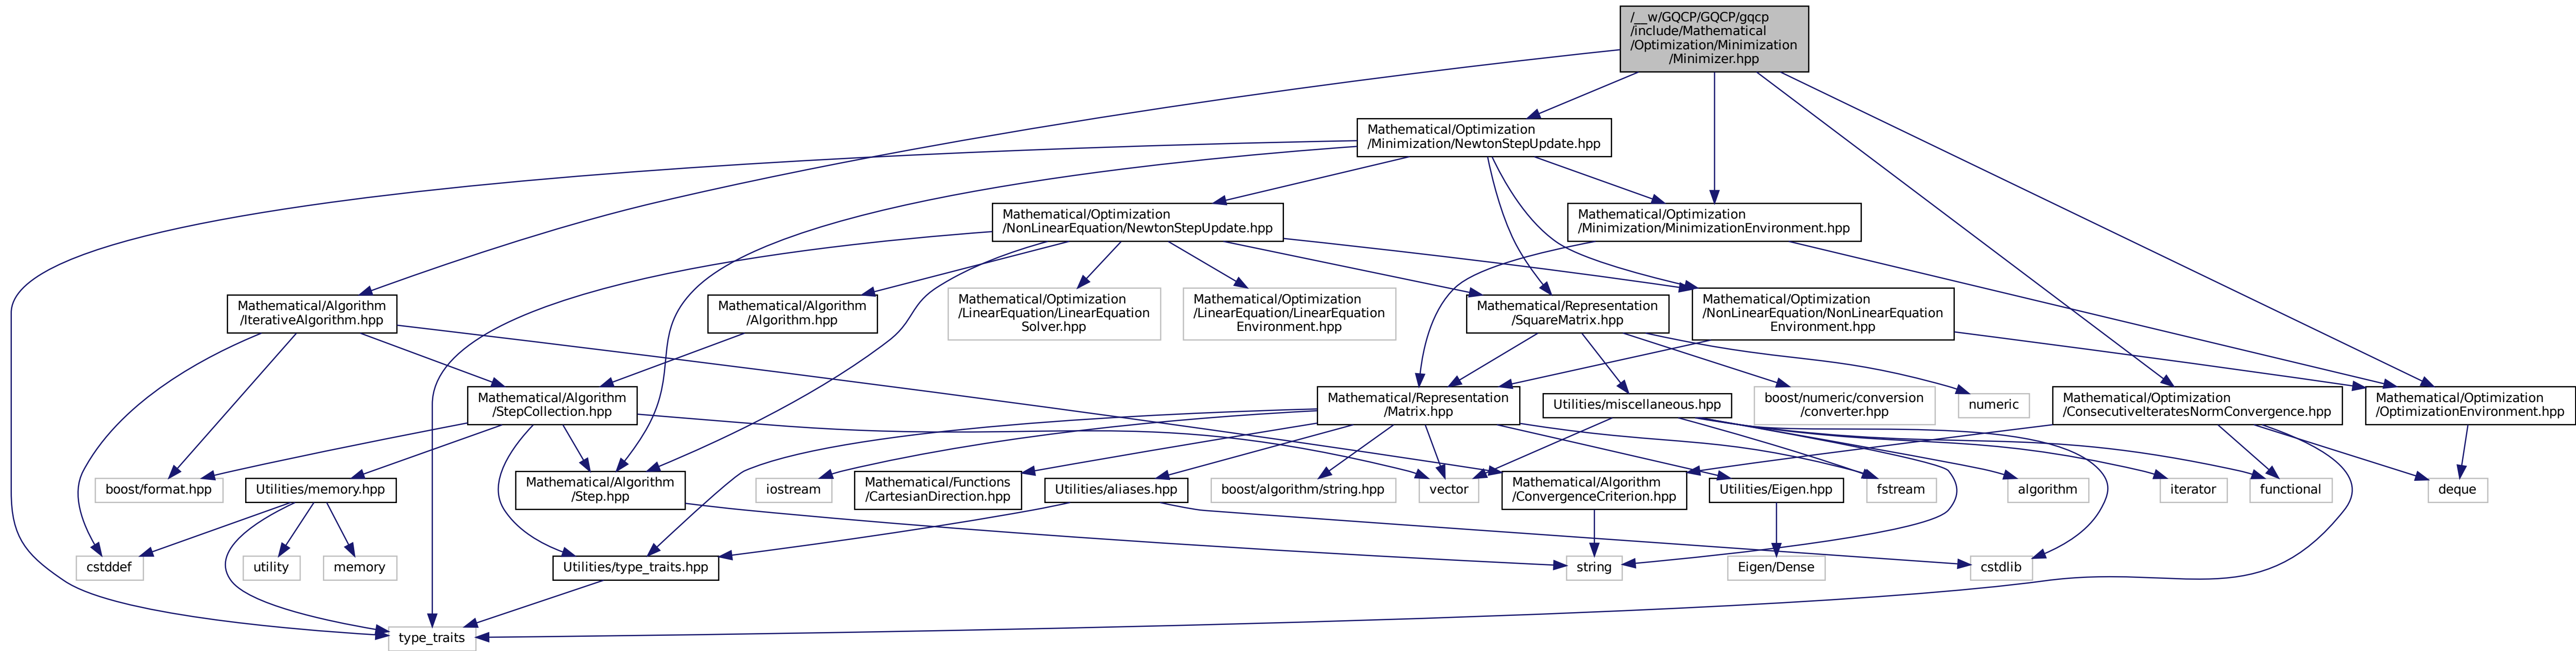 /__w/GQCP/GQCP/gqcp
/include/Mathematical
/Optimization/Minimization
/Minimizer.hpp
Mathematical/Optimization
/Minimization/NewtonStepUpdate.hpp
Mathematical/Optimization
/NonLinearEquation/NewtonStepUpdate.hpp
Mathematical/Optimization
/Minimization/MinimizationEnvironment.hpp
Mathematical/Algorithm
/IterativeAlgorithm.hpp
Mathematical/Algorithm
/Algorithm.hpp
Mathematical/Optimization
/LinearEquation/LinearEquation
Solver.hpp
Mathematical/Optimization
/LinearEquation/LinearEquation
Environment.hpp
Mathematical/Representation
/SquareMatrix.hpp
Mathematical/Optimization
/NonLinearEquation/NonLinearEquation
Environment.hpp
Mathematical/Algorithm
/StepCollection.hpp
Mathematical/Representation
/Matrix.hpp
Utilities/miscellaneous.hpp
boost/numeric/conversion
/converter.hpp
numeric
Mathematical/Optimization
/ConsecutiveIteratesNormConvergence.hpp
Mathematical/Optimization
/OptimizationEnvironment.hpp
boost/format.hpp
Utilities/memory.hpp
Mathematical/Algorithm
/Step.hpp
iostream
Mathematical/Functions
/CartesianDirection.hpp
Utilities/aliases.hpp
boost/algorithm/string.hpp
vector
Mathematical/Algorithm
/ConvergenceCriterion.hpp
Utilities/Eigen.hpp
fstream
algorithm
iterator
functional
deque
cstddef
utility
memory
Utilities/type_traits.hpp
string
Eigen/Dense
cstdlib
type_traits